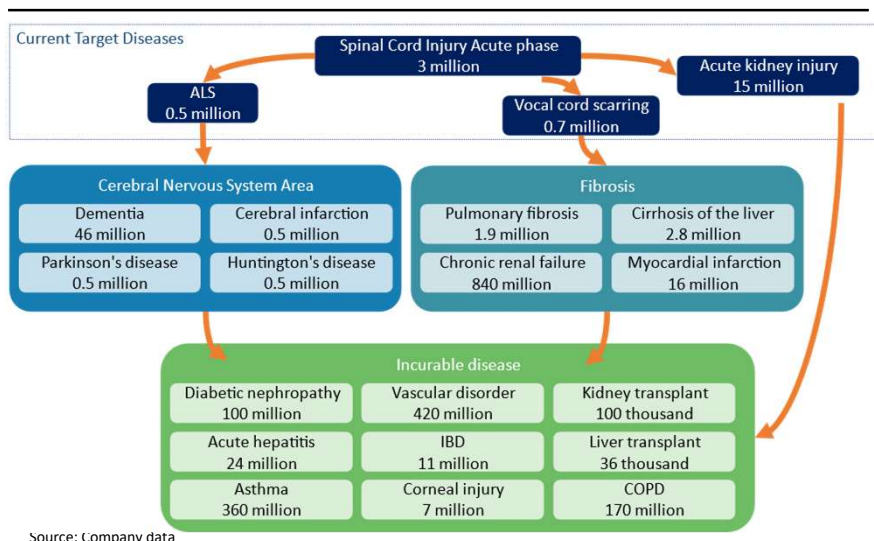 Current Target Diseases
Spinal Cord Injury Acute phase
3 million
Acute kidney injury
15 million
ALS
0.5 million
Vocal cord scarring
0.7 million
Cerebral Nervous System Area
Dementia
46 million
Cerebral infarction
0.5 million
Parkinson's disease
0.5 million
Huntington's disease
0.5 million
Fibrosis
Pulmonary fibrosis
1.9 million
Cirrhosis of the liver
2.8 million
Chronic renal failure
840 million
Myocardial infarction
16 million
Incurable disease
Diabetic nephropathy
100 million
Vascular disorder
420 million
Kidney transplant
100 thousand
Acute hepatitis
24 million
IBD
11 million
Liver transplant
36 thousand
Asthma
360 million
Corneal injury
7 million
COPD
170 million
Source: Company data